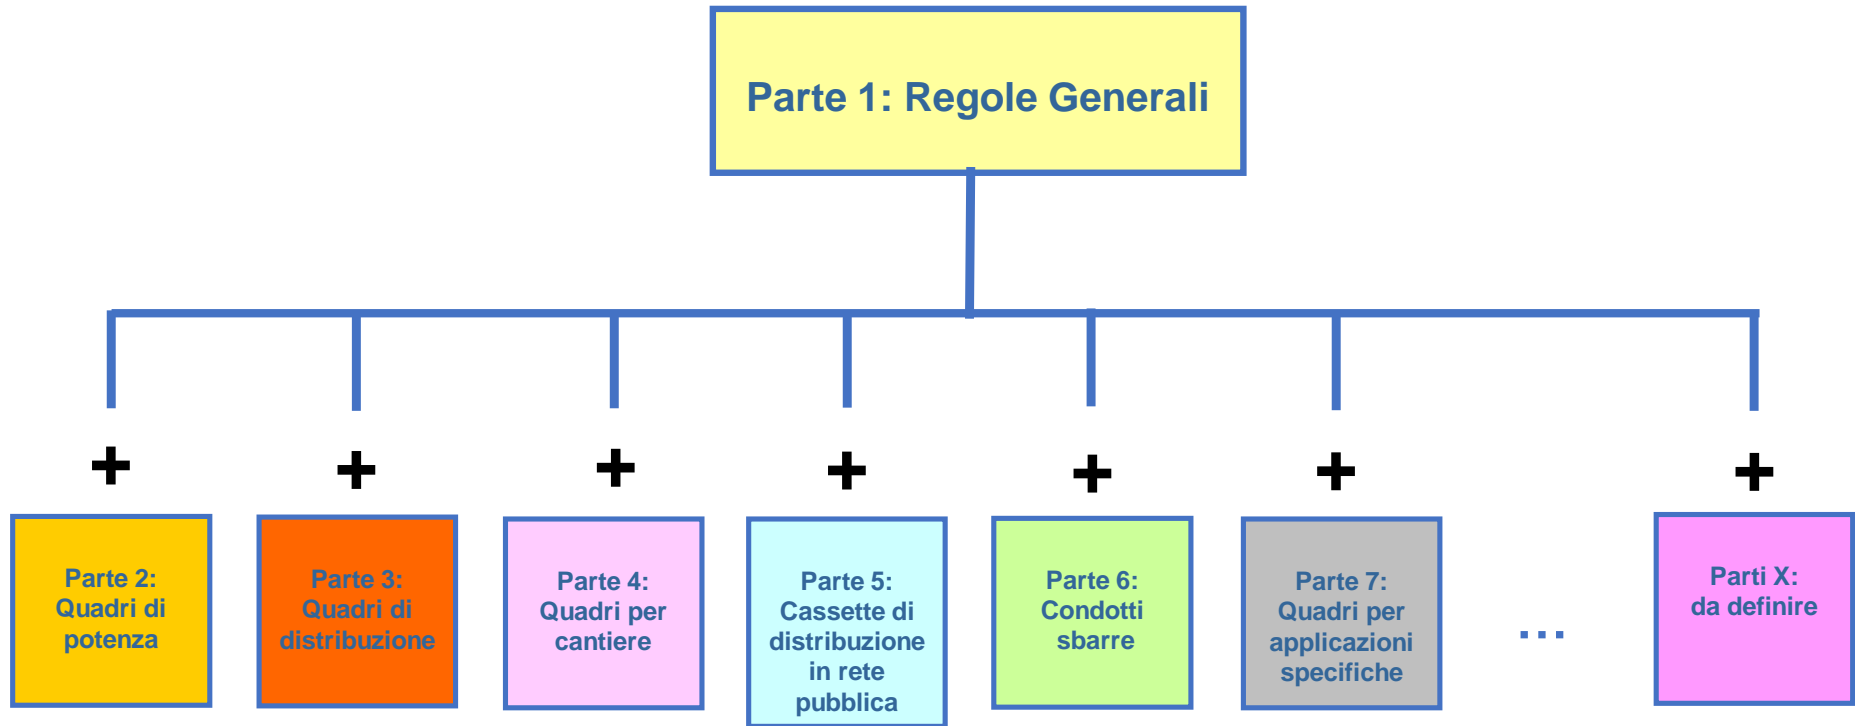 Parte 1: Regole Generali
+ + + + + + +
Parte 2:
Quadri di
potenza
Parte 3:
Quadri di
distribuzione
Parte 4:
Quadri per
cantiere
Parte 5:
Cassette di
distribuzione
in rete
pubblica
Parte 6:
Condotti
sbarre
Parte 7:
Quadri per
applicazioni
specifiche
...
Parti X:
da definire